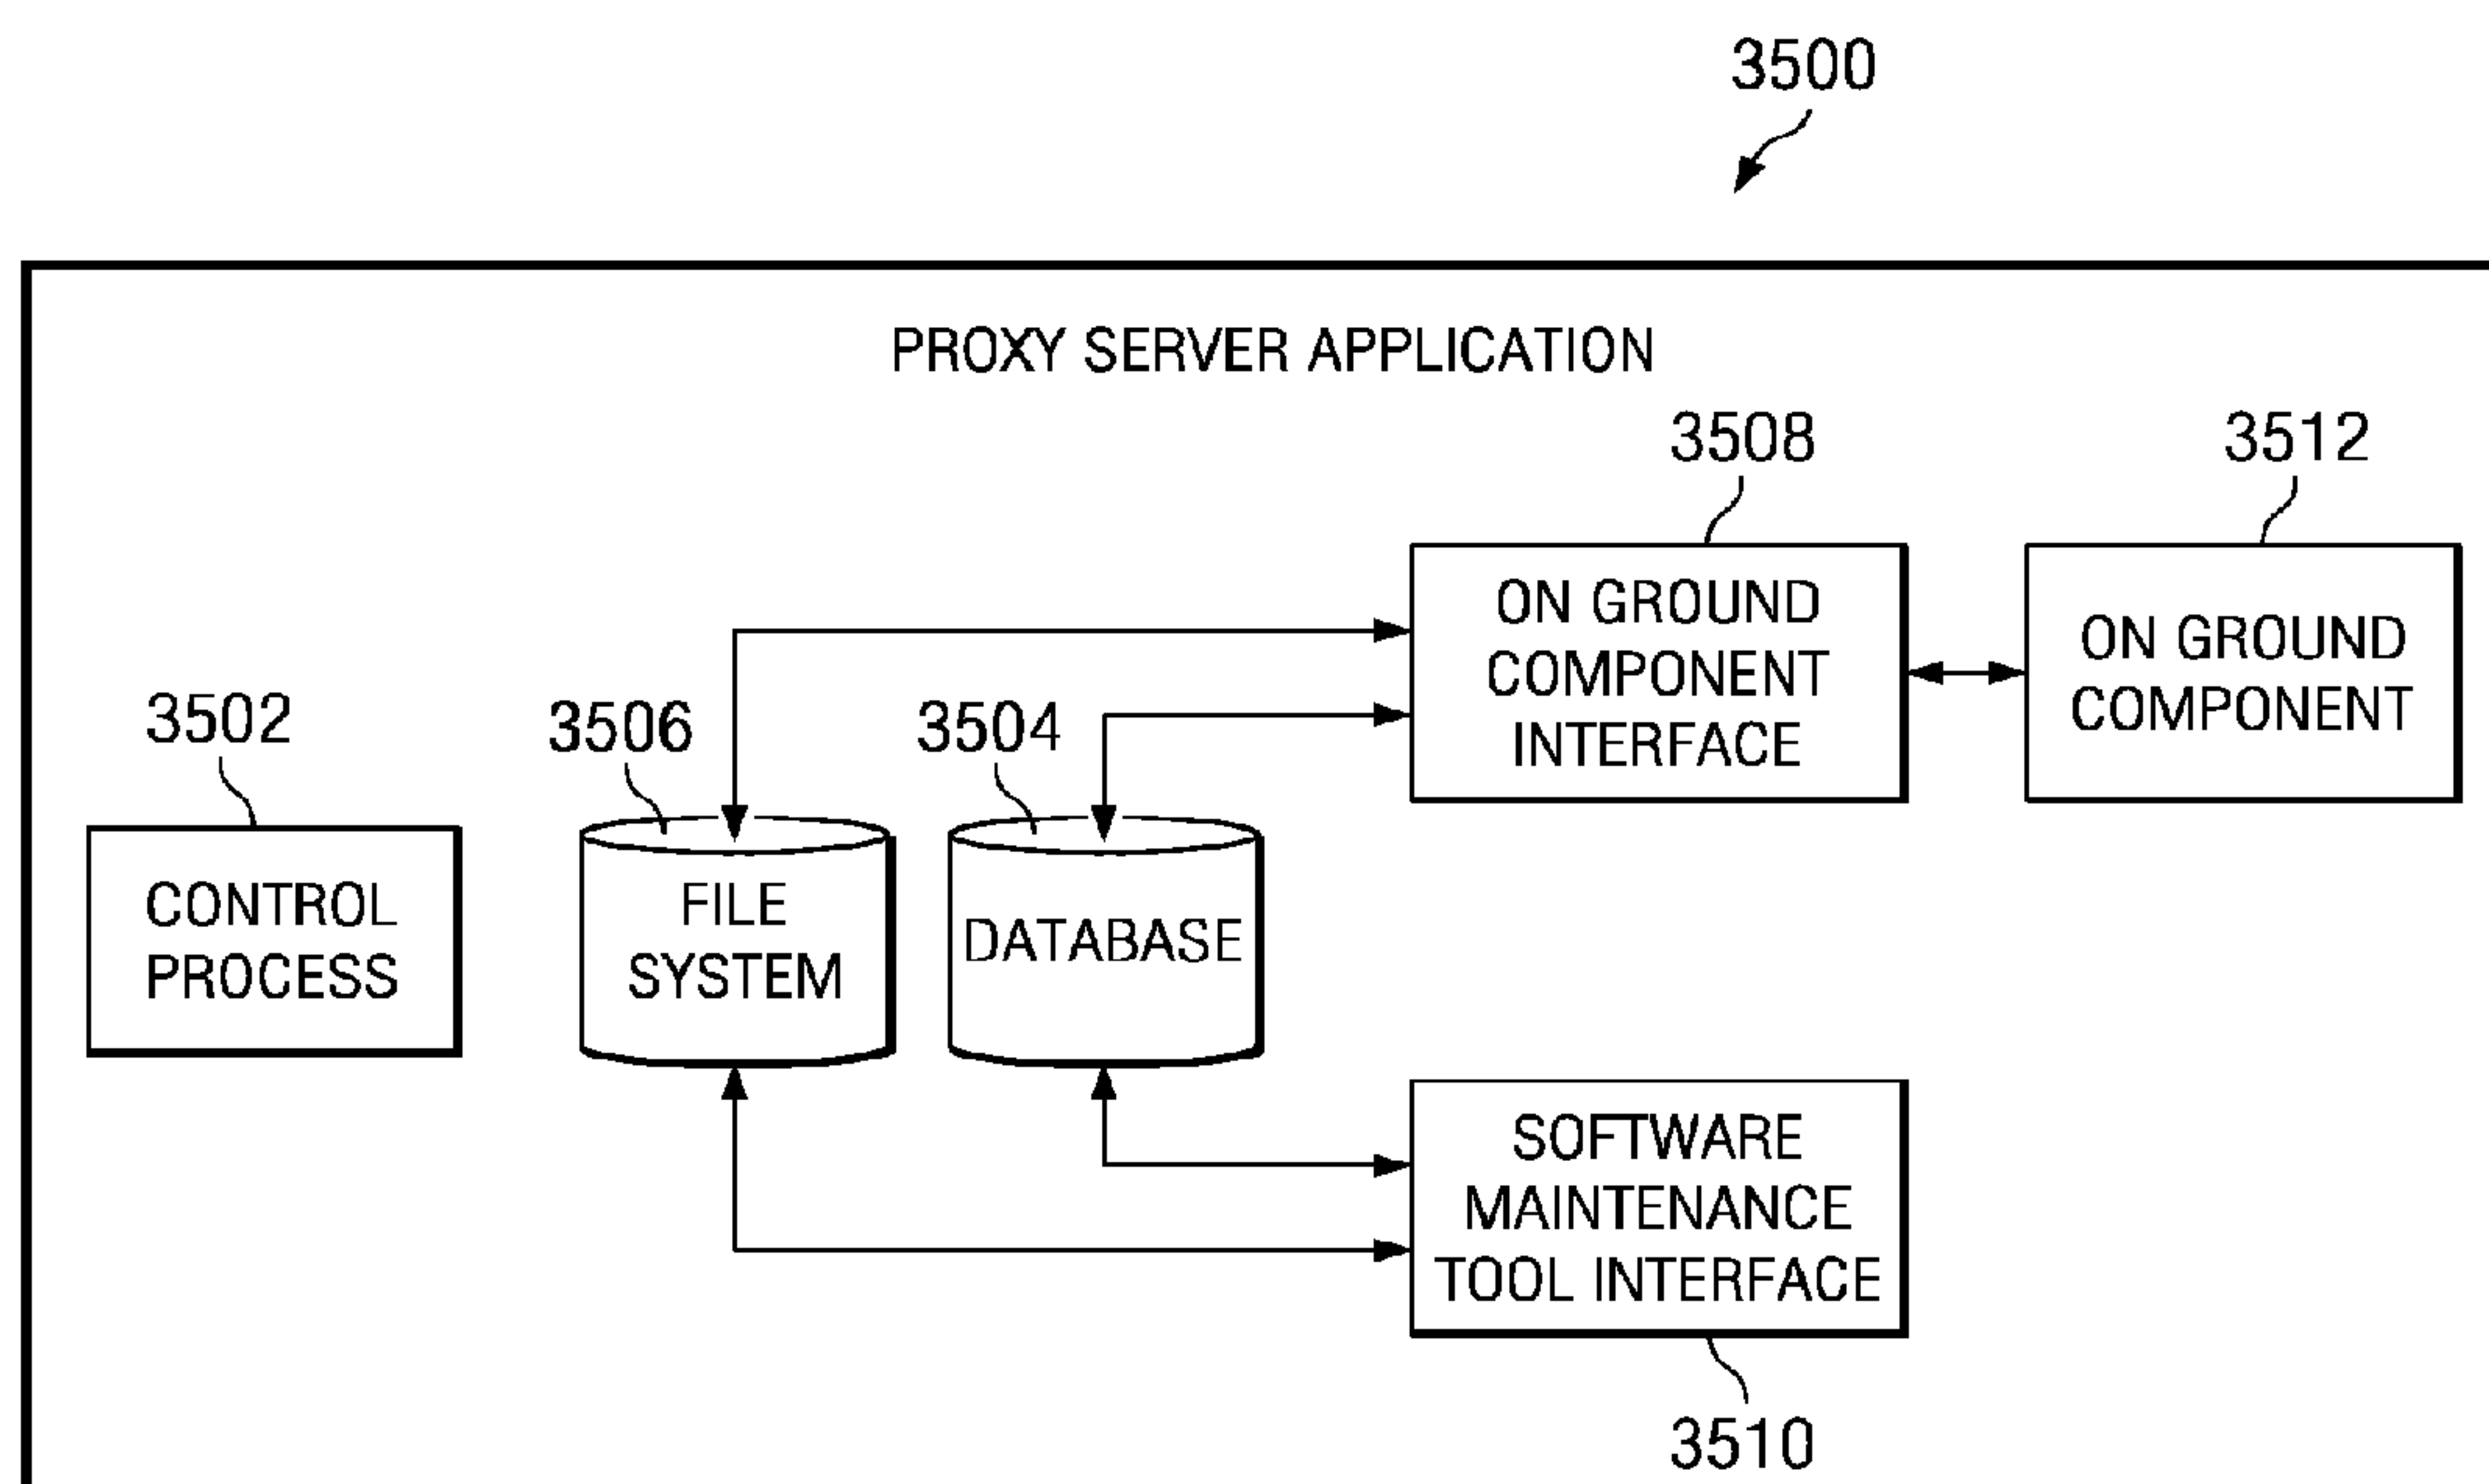 3500
PROXY SERVER APPLICATION
3508
3512
ON GROUND
COMPONENT
INTERFACE
ON GROUND
COMPONENT
3502
3506
3504
CONTROL
PROCESS
FILE
SYSTEM
DATABASE
SOFTWARE
MAINTENANCE
TOOL INTERFACE
3510